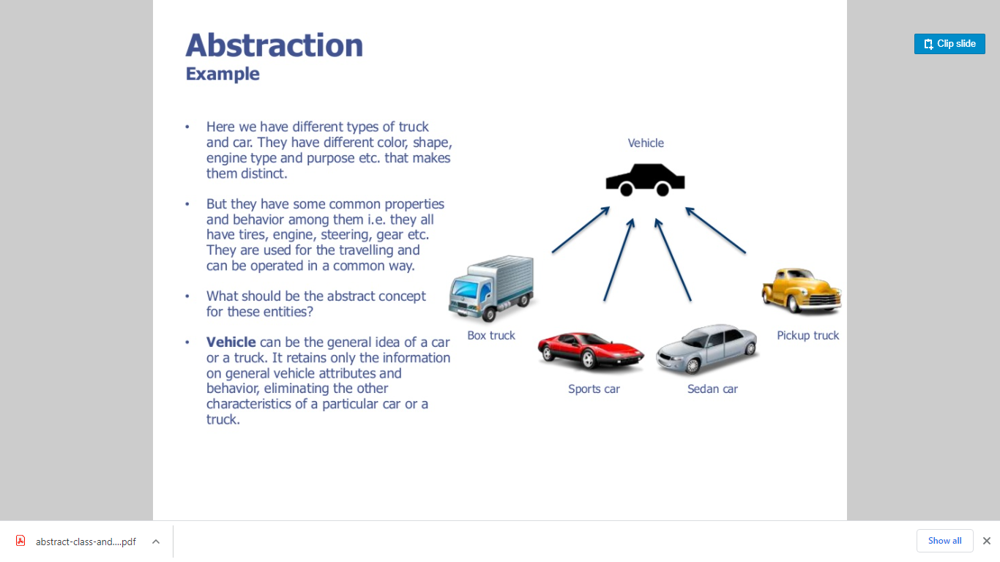 Abstraction
Example
Clip slide
• Here we have different types of truck
and car. They have different color, shape,
engine type and purpose etc. that makes
them distinct.
• But they have some common properties
and behavior among them i.e. they all
have tires, engine, steering, gear etc.
They are used for the travelling and
can be operated in a common way.
• What should be the abstract concept
for these entities?
• Vehicle can be the general idea of a car
or a truck. It retains only the information
on general vehicle attributes and
behavior, eliminating the other
characteristics of a particular car or a
truck.
Vehicle
Box truck
Sports car
Sedan car
Pickup truck
abstract-class-and....pdf
Show all